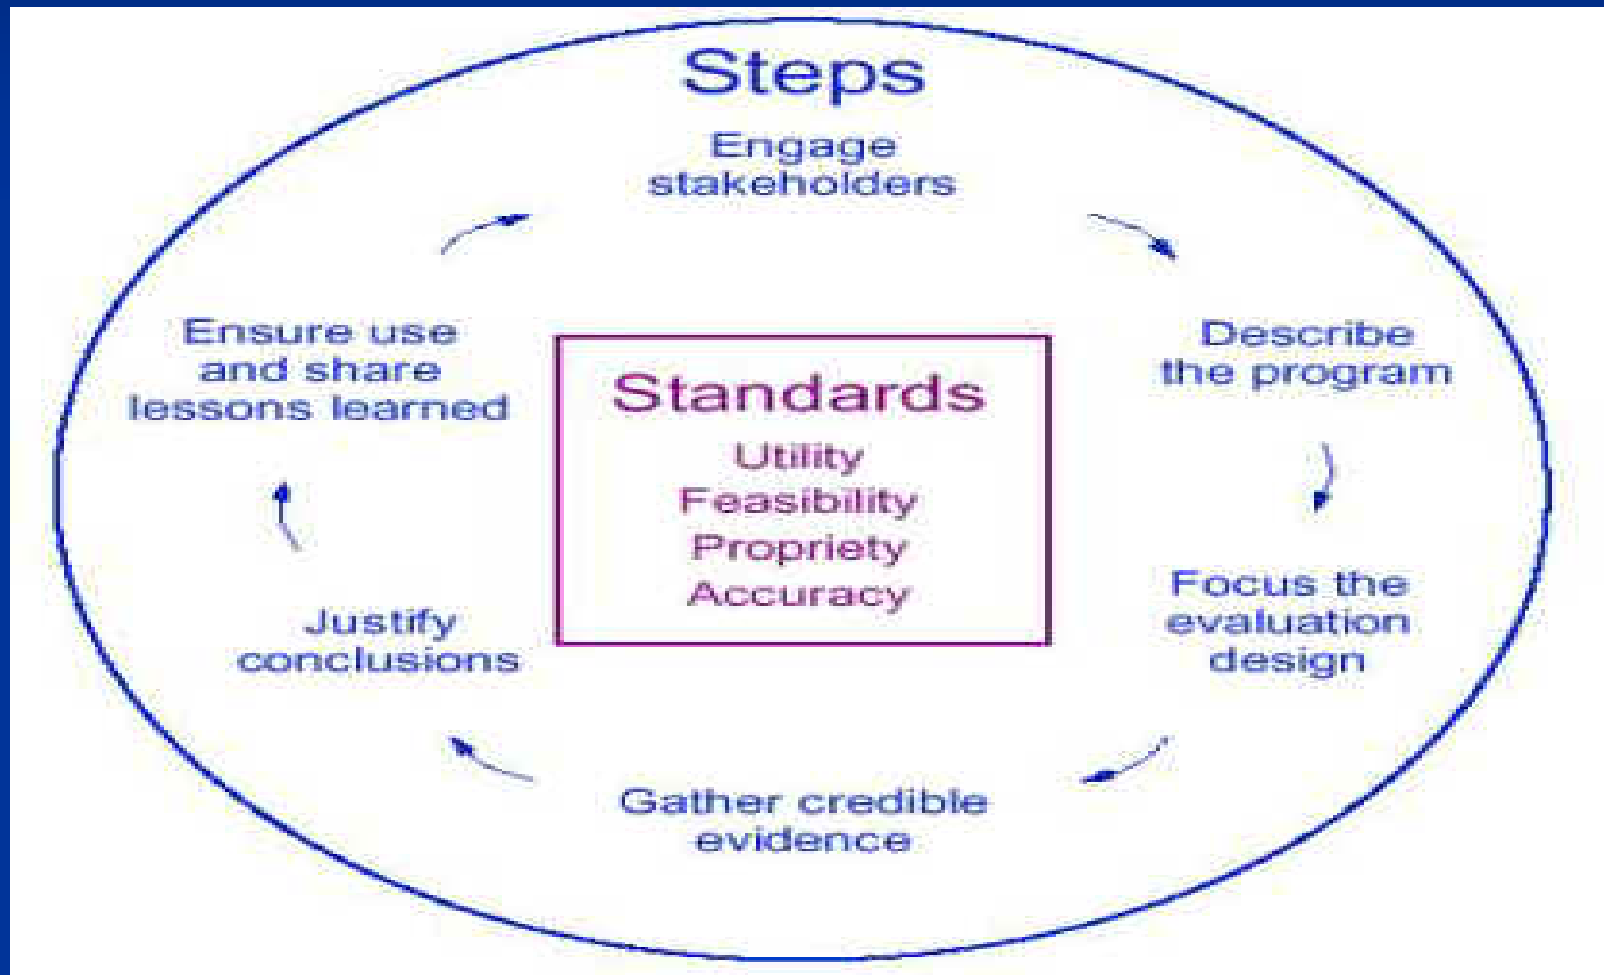 Steps
Engage
stakeholders
Describe
the program
Focus the
evaluation
design
Gather credible
evidence
Justify
conclusions
Ensure use
and share
lessons learned
Standards
Utility
Feasibility
Propriety
Accuracy